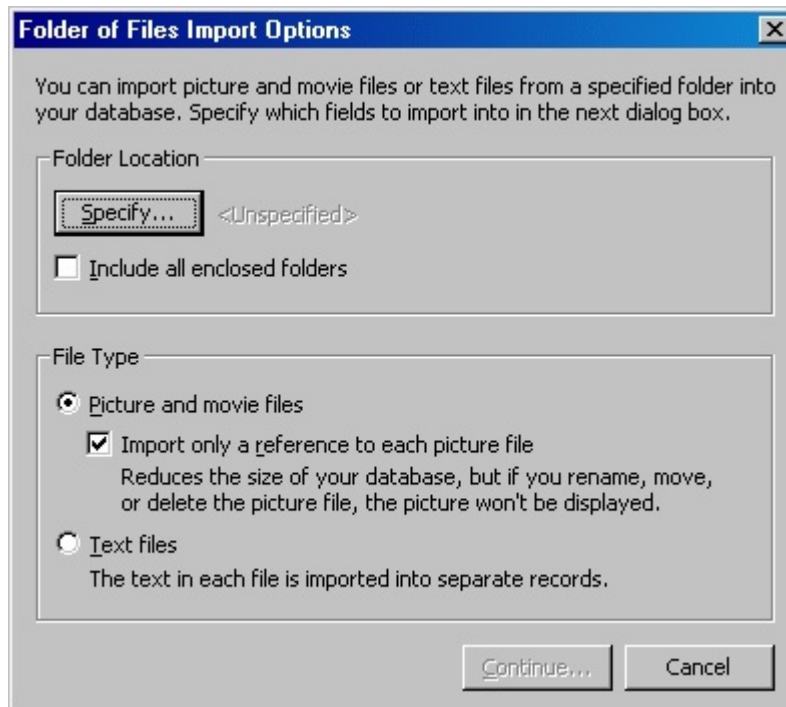 Folder of Files Import Options
You can import picture and movie files or text files from a specified folder into
your database. Specify which fields to import into in the next dialog box.
Folder Location
Specify... <Unspecified>
Include all enclosed folders
File Type
Picture and movie files
Import only a reference to each picture file
Reduces the size of your database, but if you rename, move,
or delete the picture file, the picture won't be displayed.
Text files
The text in each file is imported into separate records.
Continue... Cancel